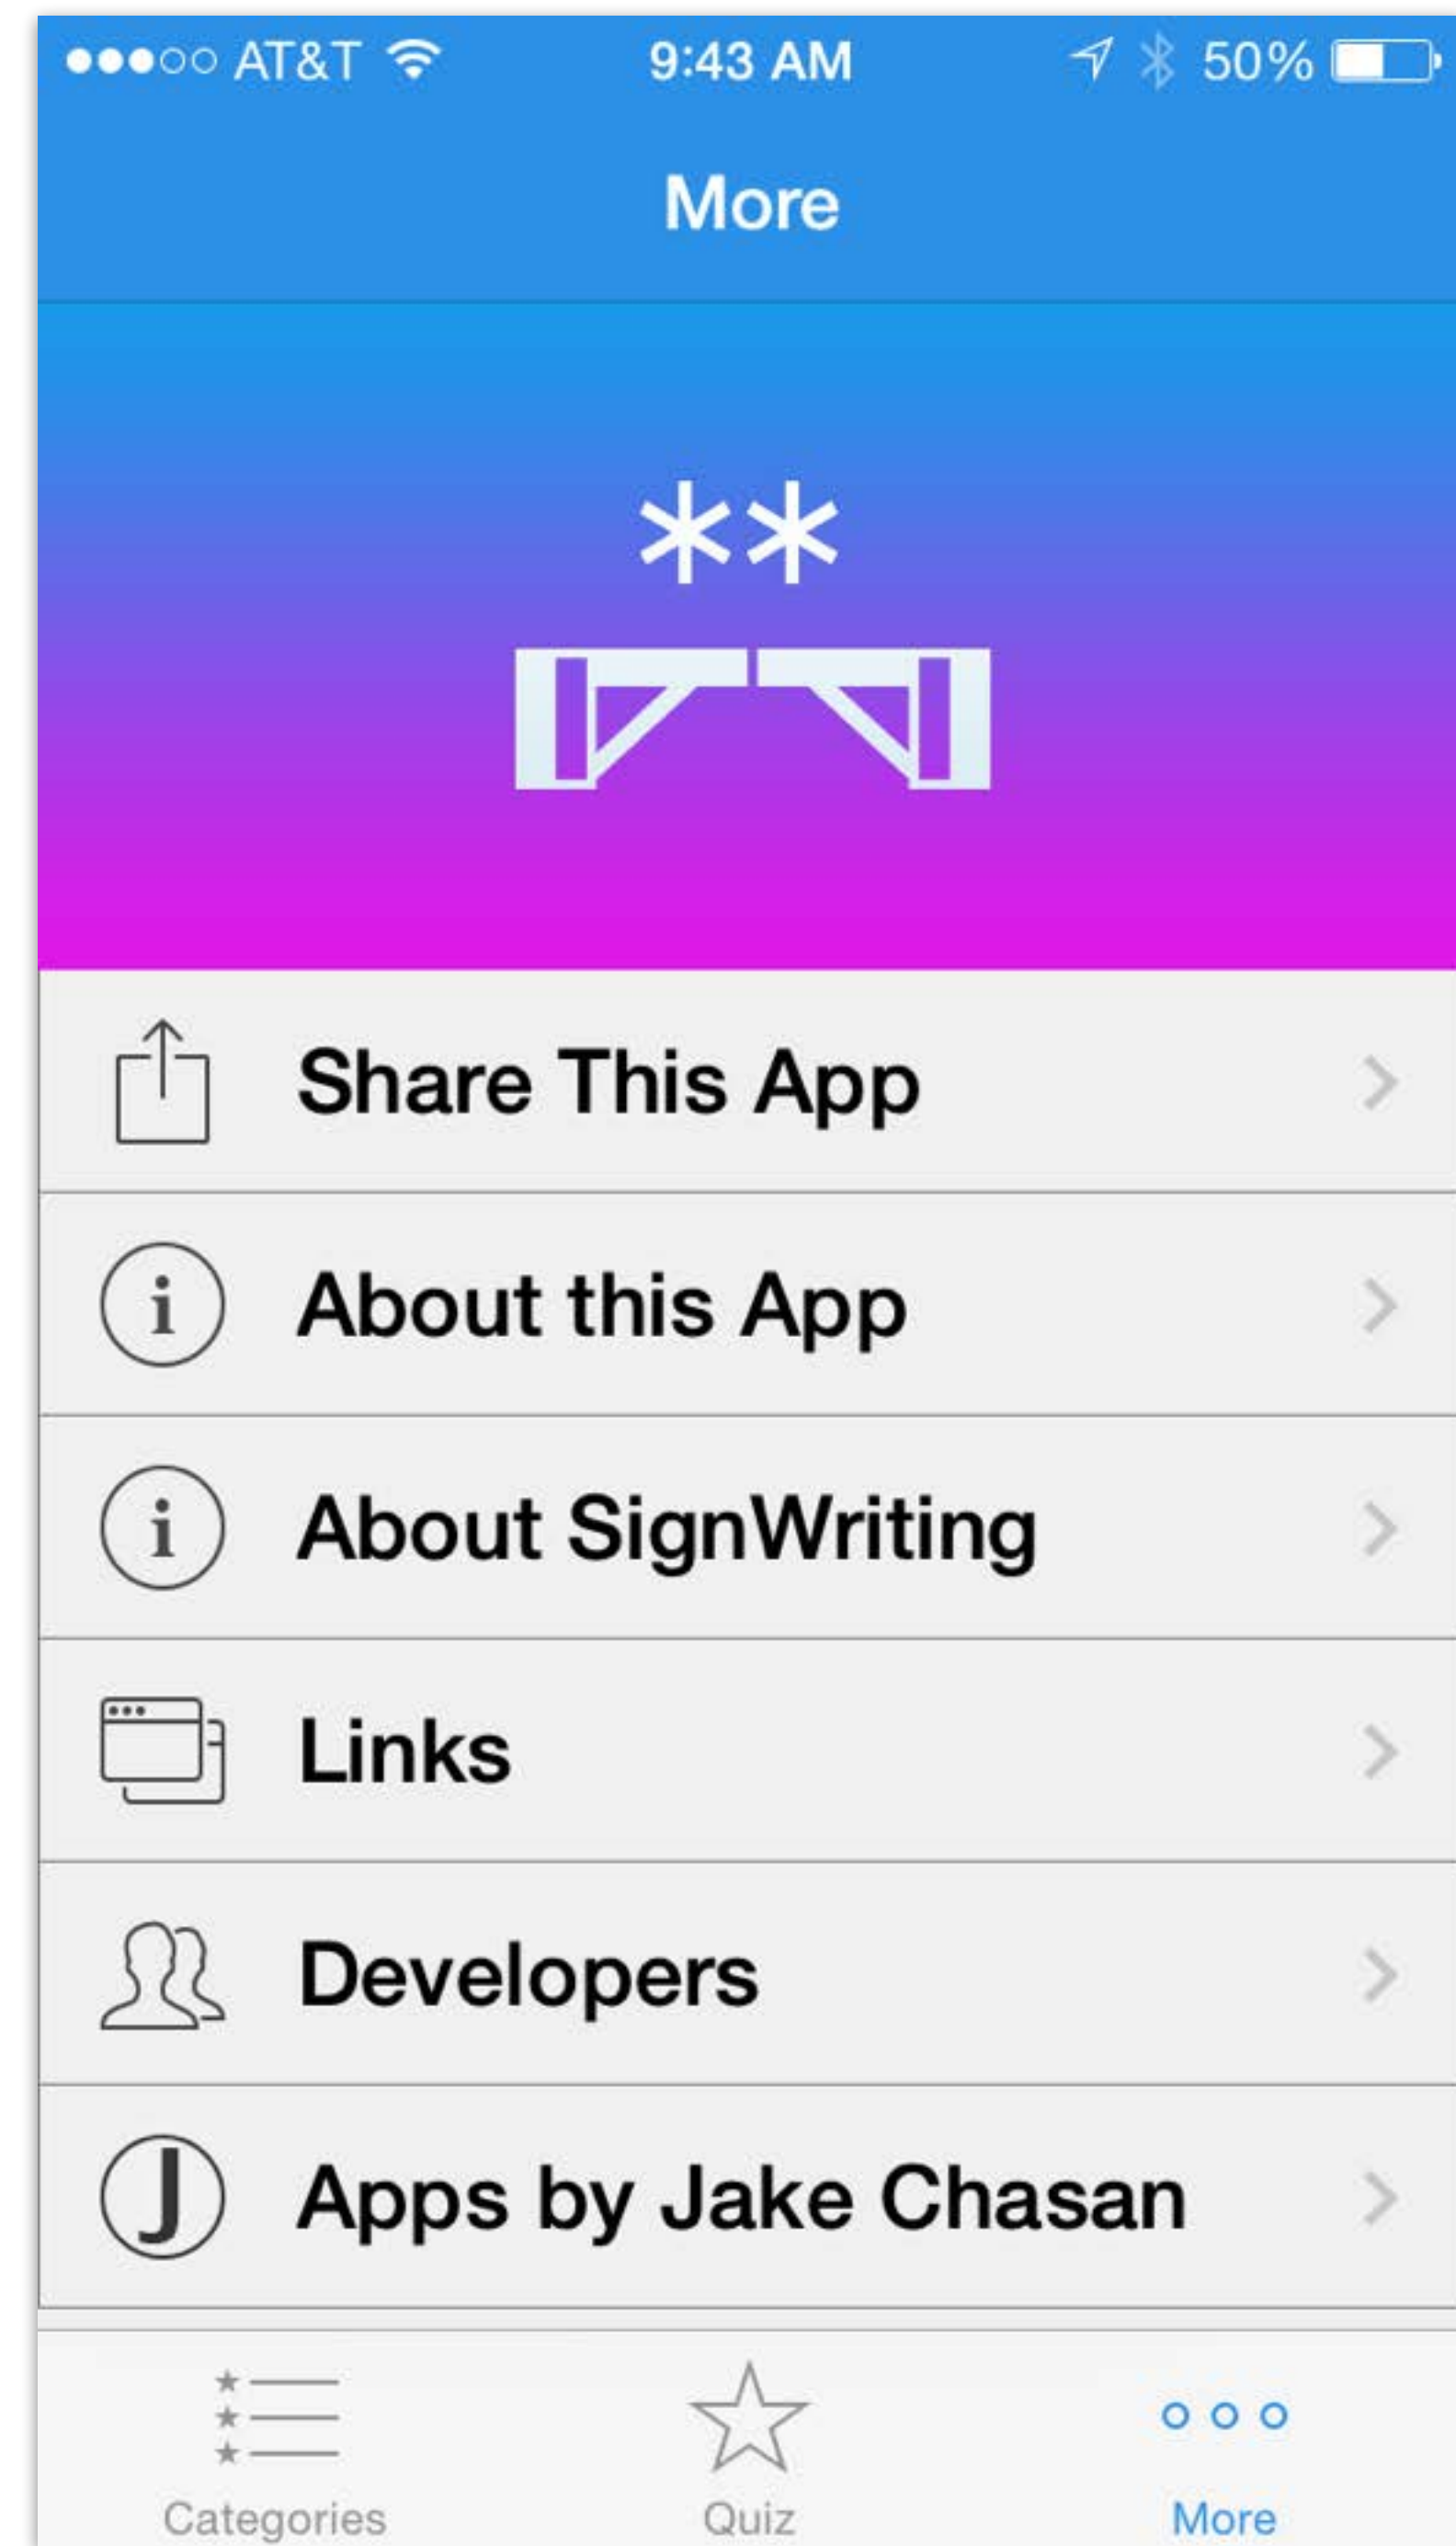 AT&T 9:43 AM 50%
More
**
Share This App
About this App
About SignWriting
Links
Developers
J Apps by Jake Chasan
Categories Quiz More